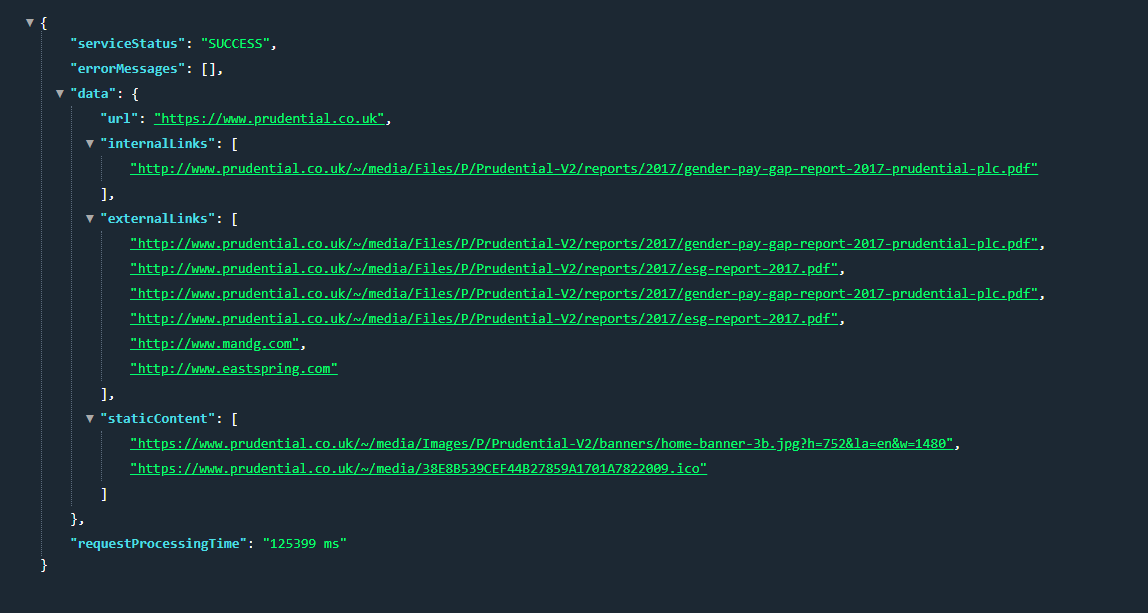 {
"serviceStatus": "SUCCESS",
"errorMessages": [],
"data": {
"url": "https://www.prudential.co.uk",
"internalLinks": [
"http://www.prudential.co.uk/~/media/Files/P/Prudential-V2/reports/2017/gender-pay-gap-report-2017-prudential-plc.pdf"
],
"externalLinks": [
"http://www.prudential.co.uk/~/media/Files/P/Prudential-V2/reports/2017/gender-pay-gap-report-2017-prudential-plc.pdf",
"http://www.prudential.co.uk/~/media/Files/P/Prudential-V2/reports/2017/esg-report-2017.pdf",
"http://www.prudential.co.uk/~/media/Files/P/Prudential-V2/reports/2017/gender-pay-gap-report-2017-prudential-plc.pdf",
"http://www.prudential.co.uk/~/media/Files/P/Prudential-V2/reports/2017/esg-report-2017.pdf",
"http://www.mandg.com",
"http://www.eastspring.com"
],
"staticContent": [
"https://www.prudential.co.uk/~/media/Images/P/Prudential-V2/banners/home-banner-3b.jpg?h=752&la=en&w=1480",
"https://www.prudential.co.uk/~/media/38E8B539CEF44B27859A1701A7822009.ico"
]
},
"requestProcessingTime": "125399 ms"
}